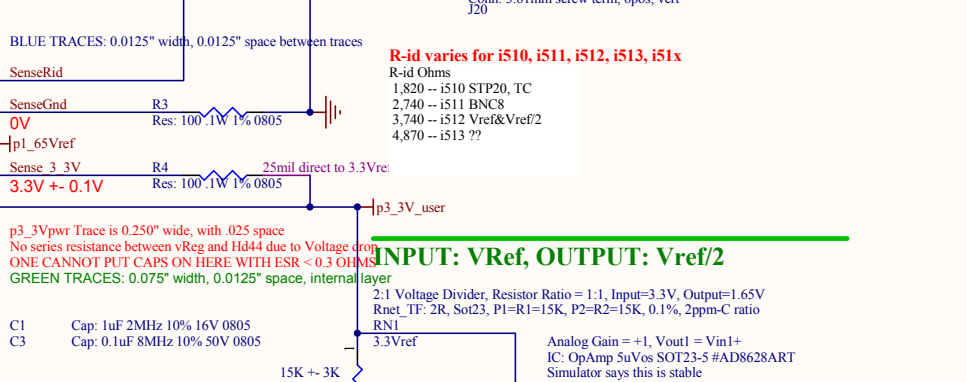 Conn: 3.81mm screw term, 6pos, vert
J20
BLUE TRACES: 0.0125" width, 0.0125" space between traces
R-id varies for i510, i511, i512, i513, i51x
R-id Ohms
1,820 -- i510 STP20, TC
2,740 -- i511 BNC8
3,740 -- i512 Vref&Vref/2
4,870 -- i513 ??
SenseRid
SenseGnd
0V
R3
Res: 100 .1W 1% 0805
p1_65Vref
Sense_3_3V
3.3V +- 0.1V
R4
Res: 100 .1W 1% 0805
25mil direct to 3.3Vref
p3_3V_user
p3_3Vpwr Trace is 0.250" wide, with .025 space
No series resistance between vReg and Hd44 due to Voltage drop
ONE CANNOT PUT CAPS ON HERE WITH ESR < 0.3 OHMS
GREEN TRACES: 0.075" width, 0.0125" space, internal layer
INPUT: VRef, OUTPUT: Vref/2
2:1 Voltage Divider, Resistor Ratio = 1:1, Input=3.3V, Output=1.65V
Rnet_TF: 2R, Sot23, P1=R1=15K, P2=R2=15K, 0.1%, 2ppm-C ratio
RN1
3.3Vref
C1 Cap: 1uF 2MHz 10% 16V 0805
C3 Cap: 0.1uF 8MHz 10% 50V 0805
1
15K +- 3K
Analog Gain = +1, Vout1 = Vin1+
IC: OpAmp 5uVos SOT23-5 #AD8628ART
Simulator says this is stable